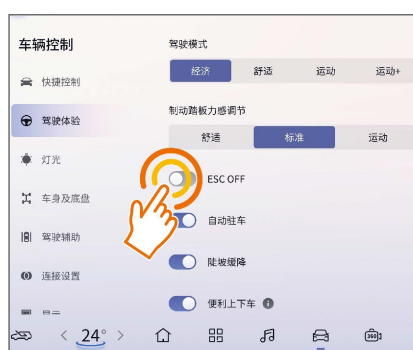 车辆控制
驾驶模式
经济 舒适 运动 运动+
快捷控制
制动踏板力感调节
驾驶体验
舒适 标准 运动
灯光
ESC OFF
车身及底盘
自动驻车
驾驶辅助
陡坡缓降
连接设置
便利上下车
< 24° >
360